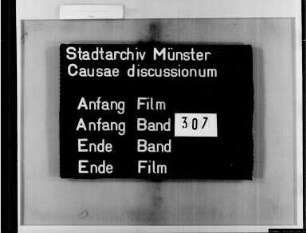 Stadtarchiv Münster
Causae discussionum
Anfang Film
Anfang Band 307
Ende Band
Ende Film